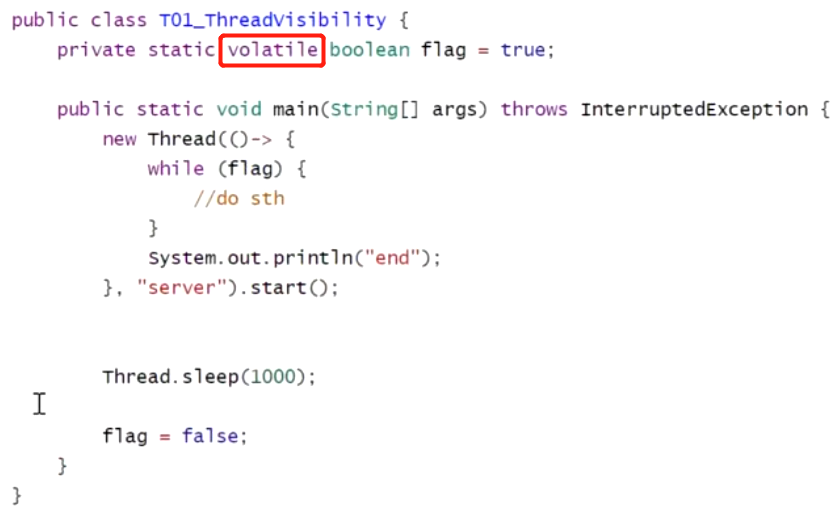 public class T01_ThreadVisibility {
private static volatile boolean flag = true;
public static void main(String[] args) throws InterruptedException {
new Thread(()-> {
while (flag) {
//do sth
}
System.out.println("end");
}, "server").start();
Thread.sleep(1000);
flag = false;
}
}